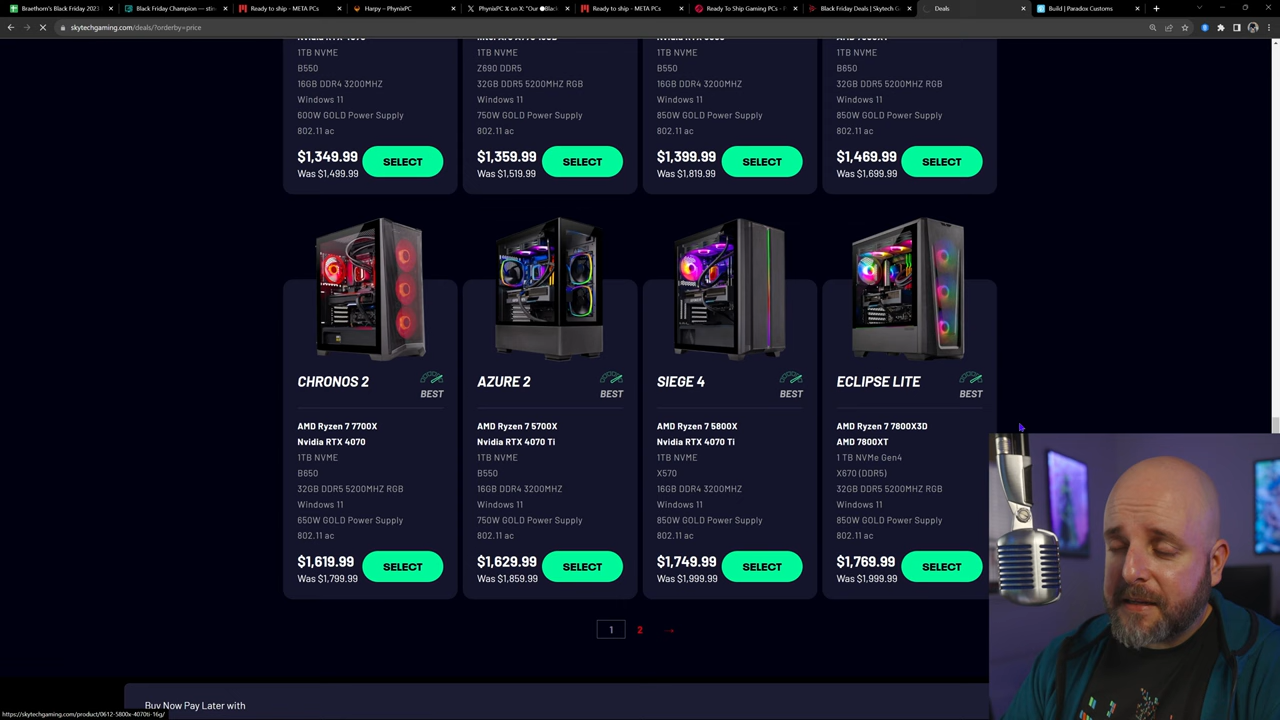 Braethorn's Black Friday 2023
Black Friday Champion — stin
Ready to ship - META PCs
Harpy – PhynixPC
Ready to ship - META PCs
Ready To Ship Gaming PCs -
Black Friday Deals | Skytech G
Deals
Build | Paradox Customs
skytechgaming.com/deals/?orderby=price
1TB NVME
B550
16GB DDR4 3200MHZ
Windows 11
600W GOLD Power Supply
802.11 ac
$1,349.99
Was $1,499.99
SELECT
1TB NVME
Z690 DDR5
32GB DDR5 5200MHZ RGB
Windows 11
750W GOLD Power Supply
802.11 ac
$1,359.99
Was $1,519.99
SELECT
1TB NVME
B550
16GB DDR4 3200MHZ
Windows 11
850W GOLD Power Supply
802.11 ac
$1,399.99
Was $1,819.99
SELECT
1TB NVME
B650
32GB DDR5 5200MHZ RGB
Windows 11
850W GOLD Power Supply
802.11 ac
$1,469.99
Was $1,699.99
SELECT
CHRONOS 2
BEST
AMD Ryzen 7 7700X
Nvidia RTX 4070
1TB NVME
B650
32GB DDR5 5200MHZ RGB
Windows 11
650W GOLD Power Supply
802.11 ac
$1,619.99
Was $1,799.99
SELECT
AZURE 2
BEST
AMD Ryzen 7 5700X
Nvidia RTX 4070 Ti
1TB NVME
B550
16GB DDR4 3200MHZ
Windows 11
750W GOLD Power Supply
802.11 ac
$1,629.99
Was $1,859.99
SELECT
SIEGE 4
BEST
AMD Ryzen 7 5800X
Nvidia RTX 4070 Ti
1TB NVME
X570
16GB DDR4 3200MHZ
Windows 11
850W GOLD Power Supply
802.11 ac
$1,749.99
Was $1,999.99
SELECT
ECLIPSE LITE
BEST
AMD Ryzen 7 7800X3D
AMD 7800XT
1 TB NVMe Gen4
X670 (DDR5)
32GB DDR5 5200MHZ RGB
Windows 11
850W GOLD Power Supply
802.11 ac
$1,769.99
Was $1,999.99
SELECT
1 2 →
Buy Now Pay Later with
https://skytechgaming.com/product/0612-5800x-4070ti-16g/